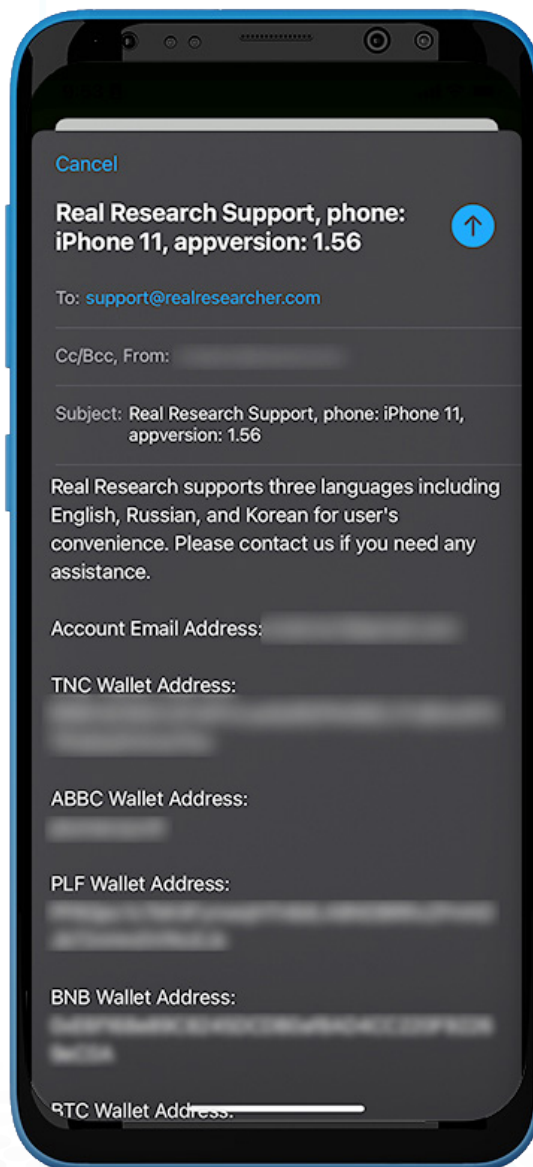 Cancel
Real Research Support, phone:
iPhone 11, appversion: 1.56
To: support@realresearcher.com
Cc/Bcc, From:
Subject: Real Research Support, phone: iPhone 11,
appversion: 1.56
Real Research supports three languages including
English, Russian, and Korean for user's
convenience. Please contact us if you need any
assistance.
Account Email Address:
TNC Wallet Address:
ABBC Wallet Address:
PLF Wallet Address:
BNB Wallet Address:
BTC Wallet Address: